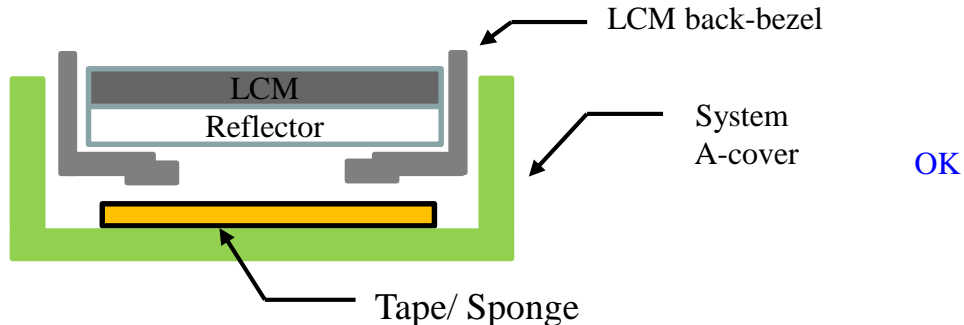 LCM back-bezel
LCM
Reflector
System
A-cover
OK
Tape/ Sponge